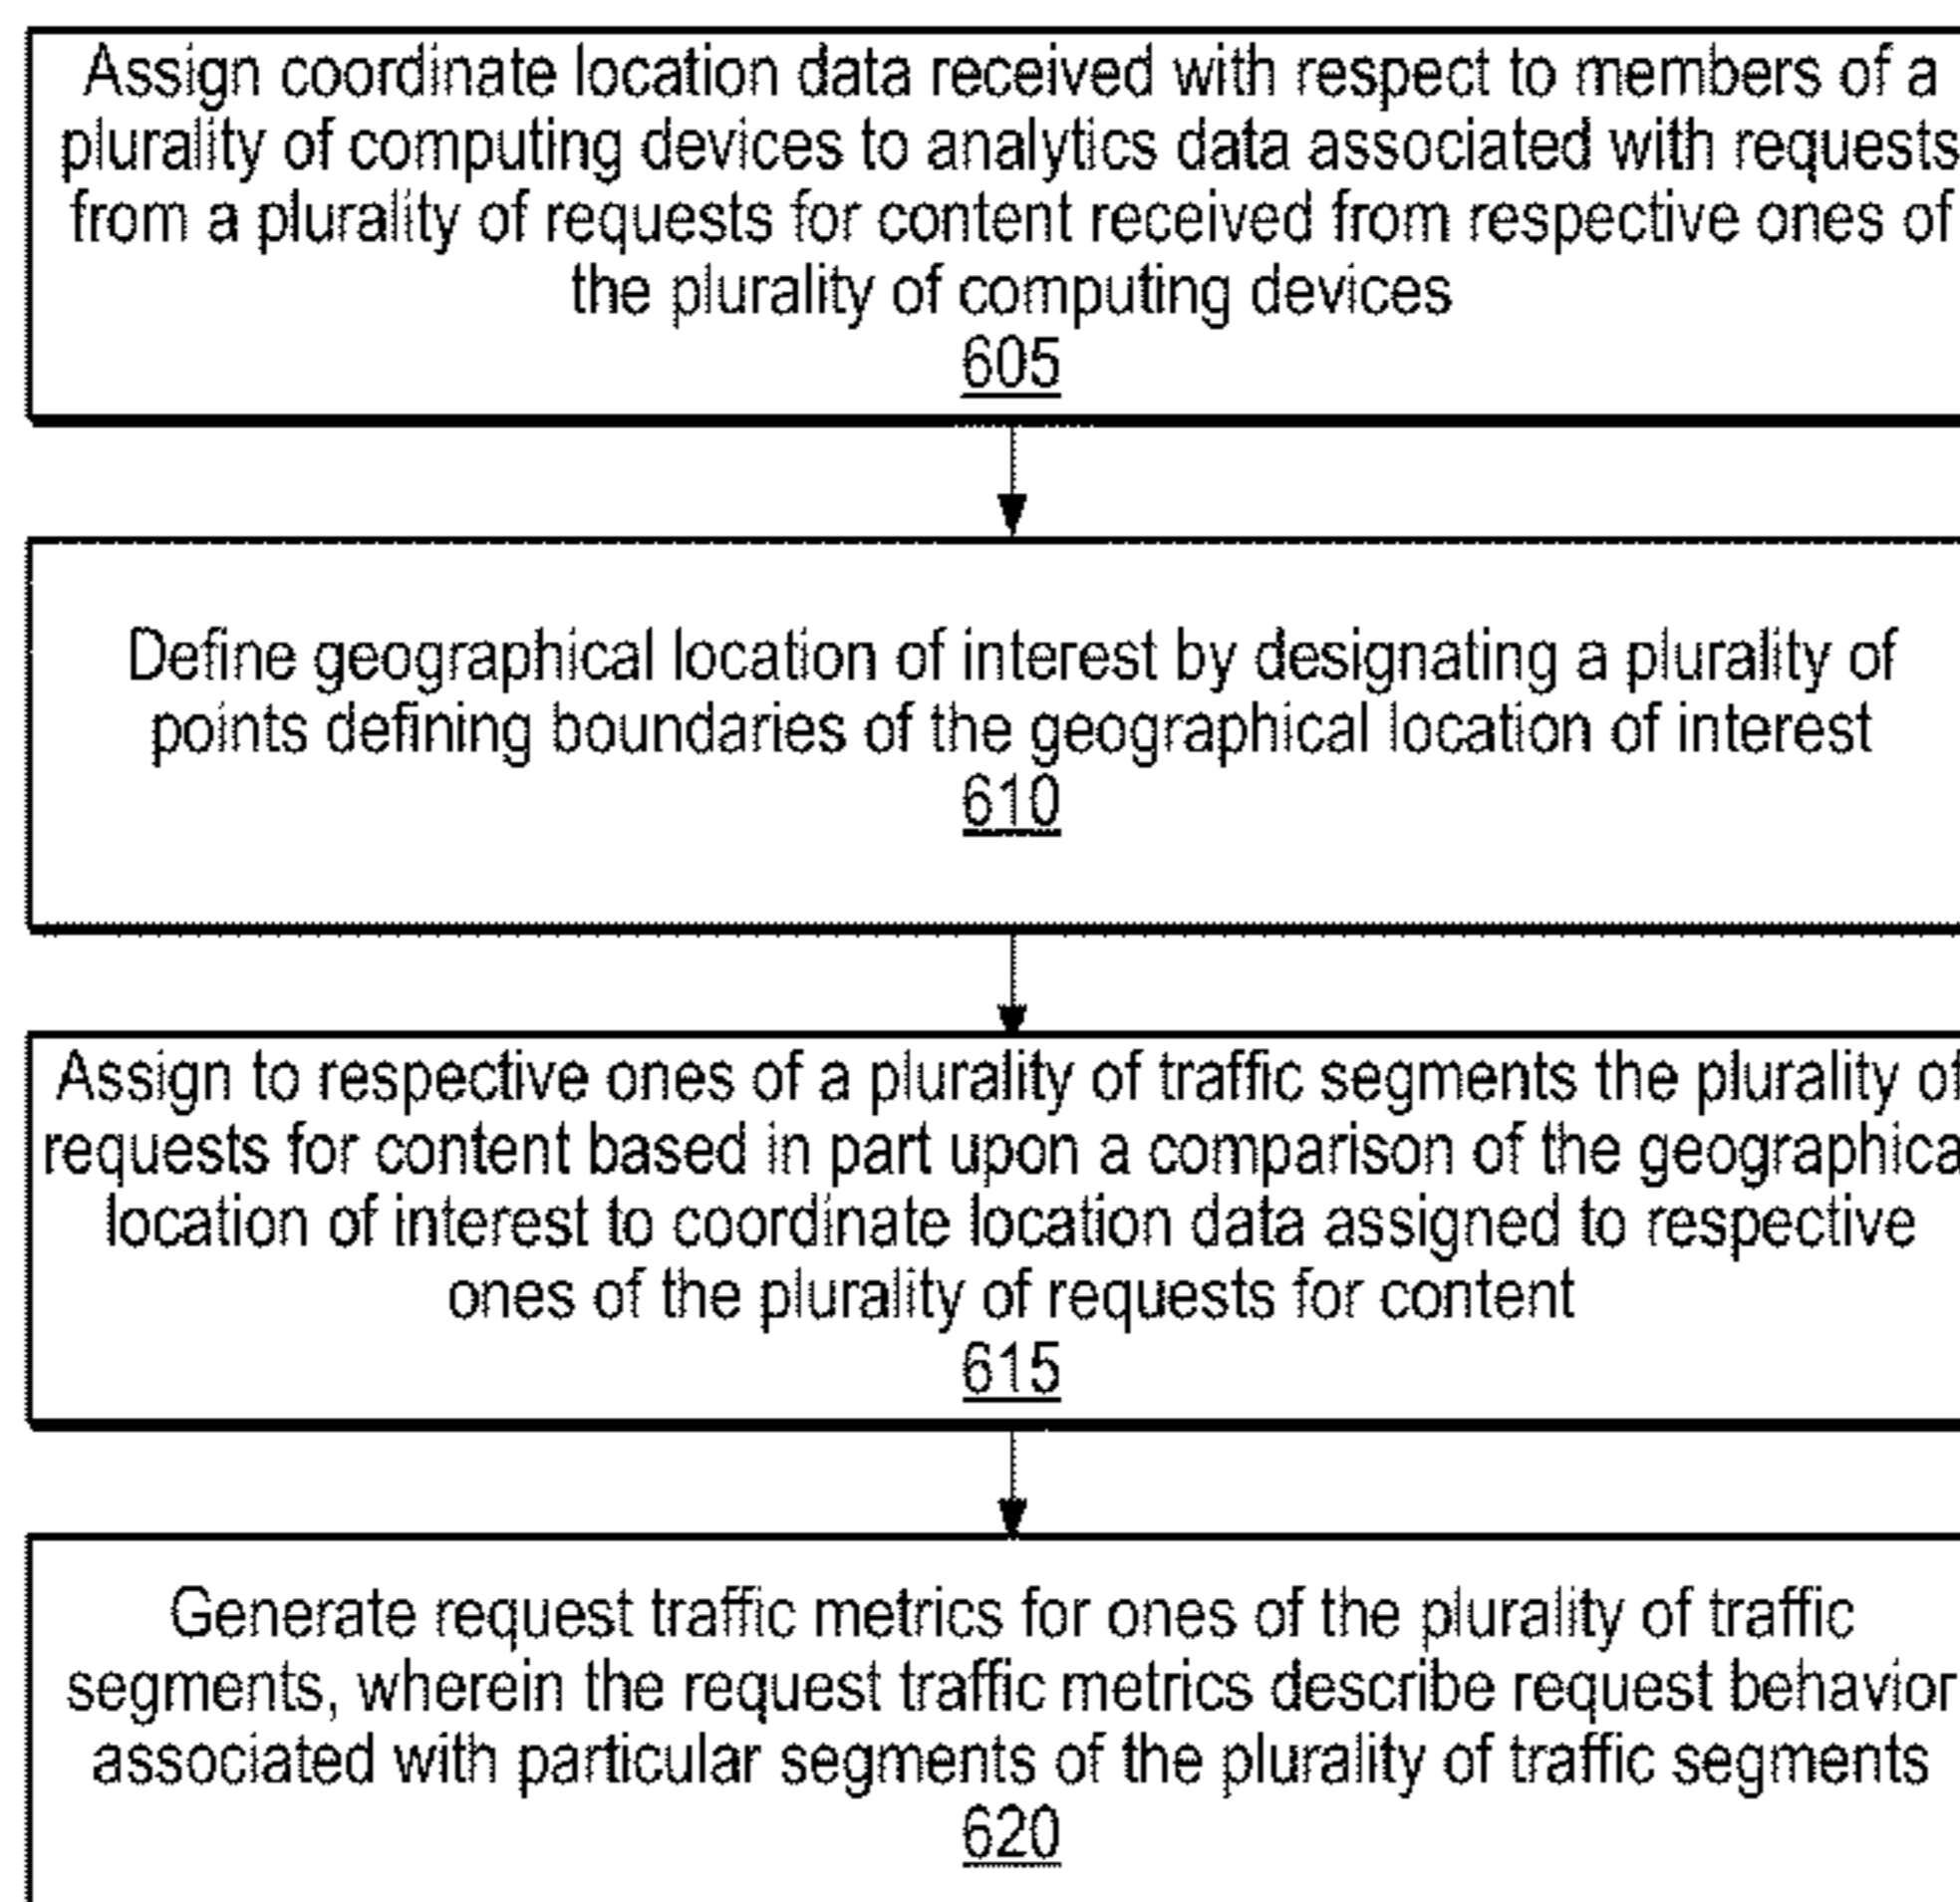 Assign coordinate location data received with respect to members of a
plurality of computing devices to analytics data associated with requests
from a plurality of requests for content received from respective ones of
the plurality of computing devices
605
Define geographical location of interest by designating a plurality of
points defining boundaries of the geographical location of interest
610
Assign to respective ones of a plurality of traffic segments the plurality of
requests for content based in part upon a comparison of the geographica
location of interest to coordinate location data assigned to respective
ones of the plurality of requests for content
615
Generate request traffic metrics for ones of the plurality of traffic
segments, wherein the request traffic metrics describe request behavior
associated with particular segments of the plurality of traffic segments
620